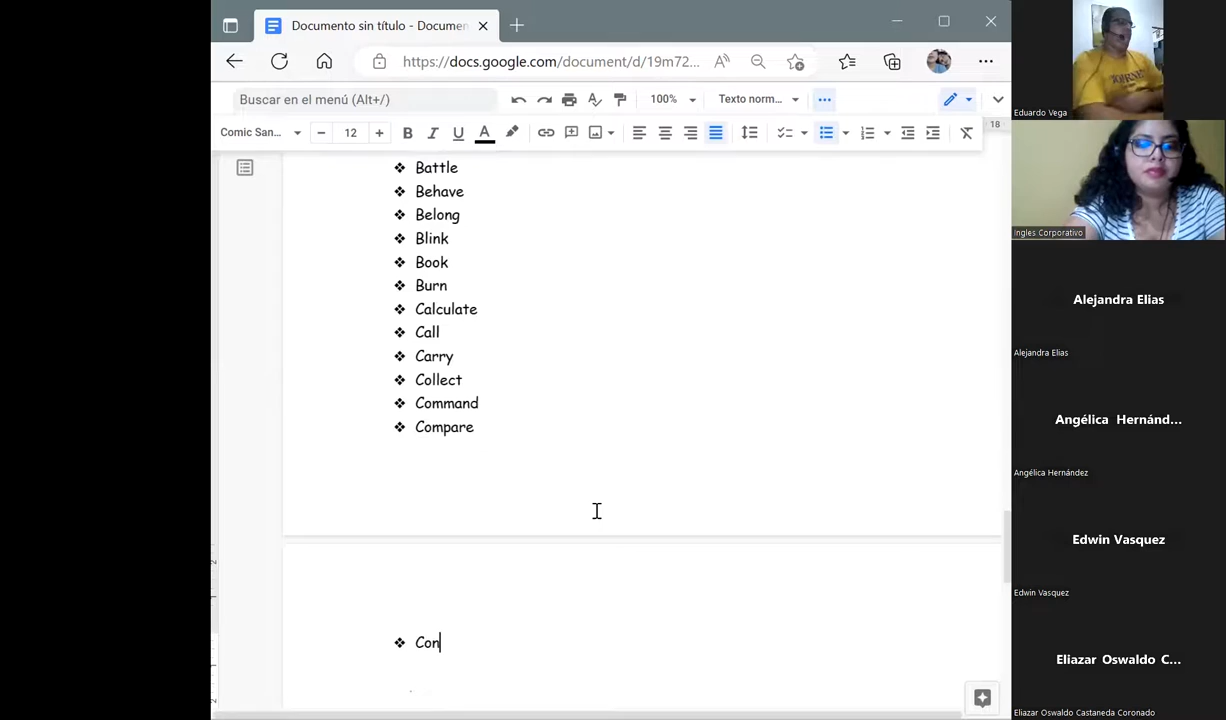 Documento sin título - Documen
https://docs.google.com/document/d/19m72...
Buscar en el menú (Alt+/)
100%
Texto norm...
Comic San...
12
18
Battle
Behave
Belong
Blink
Book
Burn
Calculate
Call
Carry
Collect
Command
Compare
Con
Eduardo Vega
Ingles Corporativo
Alejandra Elias
Alejandra Elias
Angélica Hernánd...
Angélica Hernández
Edwin Vasquez
Edwin Vasquez
Eliazar Oswaldo C...
Eliazar Oswaldo Castaneda Coronado